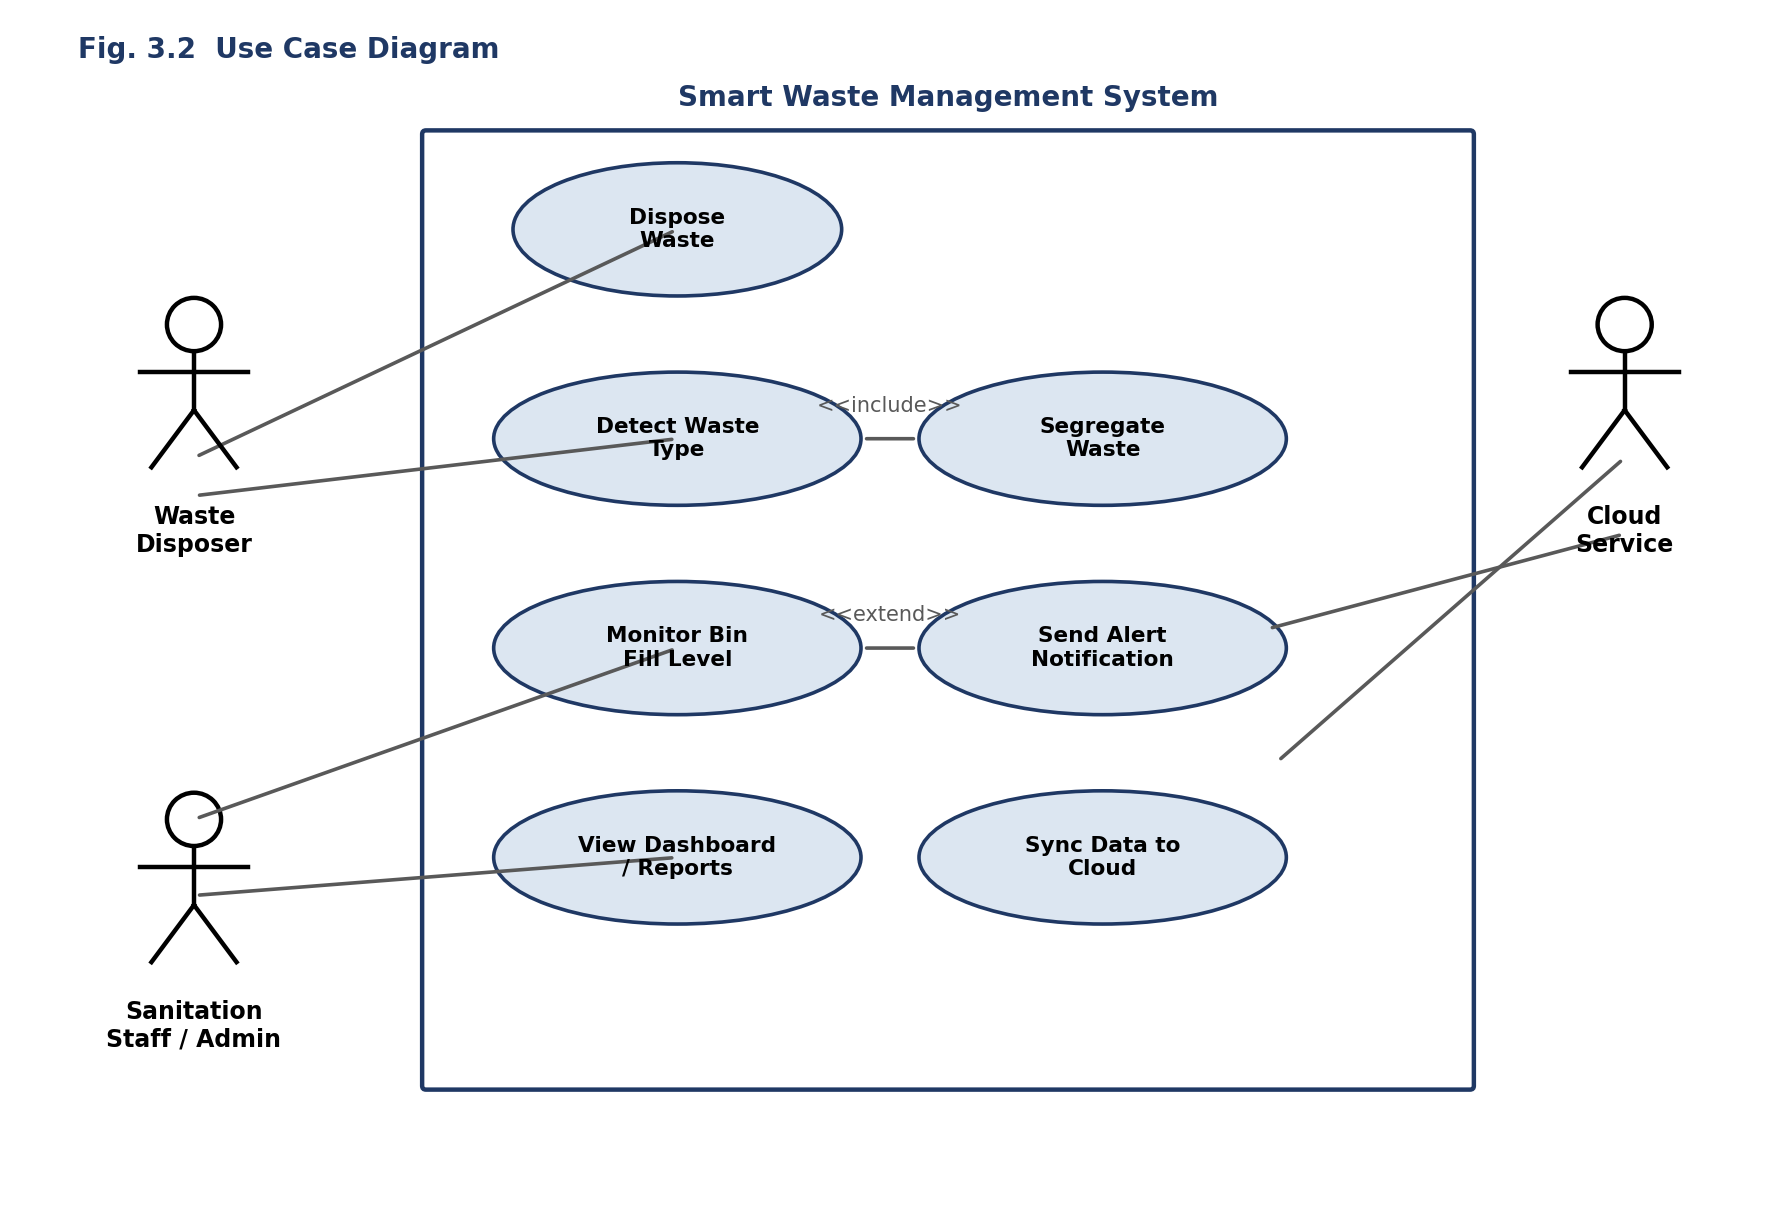 Fig. 3.2  Use Case Diagram
Smart Waste Management System
Dispose
Waste
Detect Waste
Type
<<include>>
Segregate
Waste
Waste
Disposer
Cloud
Service
Monitor Bin
Fill Level
<<extend>>
Send Alert
Notification
View Dashboard
/ Reports
Sync Data to
Cloud
Sanitation
Staff / Admin